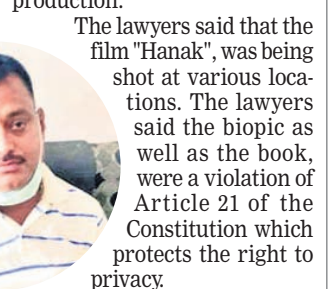 production.
The lawyers said that the
film "Hanak", was being
shot at various loca-
tions. The lawyers
said the biopic as
well as the book,
were a violation of
Article 21 of the
Constitution which
protects the right to
privacy.